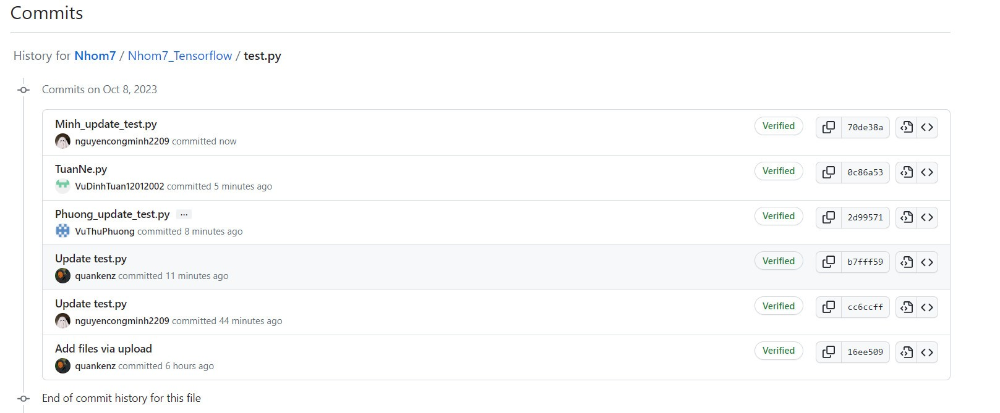 Commits
History for Nhom7 / Nhom7_Tensorflow / test.py
Commits on Oct 8, 2023
Minh_update_test.py
nguyencongminh2209 committed now
Verified
70de38a
TuanNe.py
VuDinhTuan12012002 committed 5 minutes ago
Verified
0c86a53
Phuong_update_test.py ...
VuThuPhuong committed 8 minutes ago
Verified
2d99571
Update test.py
quankenz committed 11 minutes ago
Verified
b7fff59
Update test.py
nguyencongminh2209 committed 44 minutes ago
Verified
cc6ccff
Add files via upload
quankenz committed 6 hours ago
Verified
16ee509
End of commit history for this file